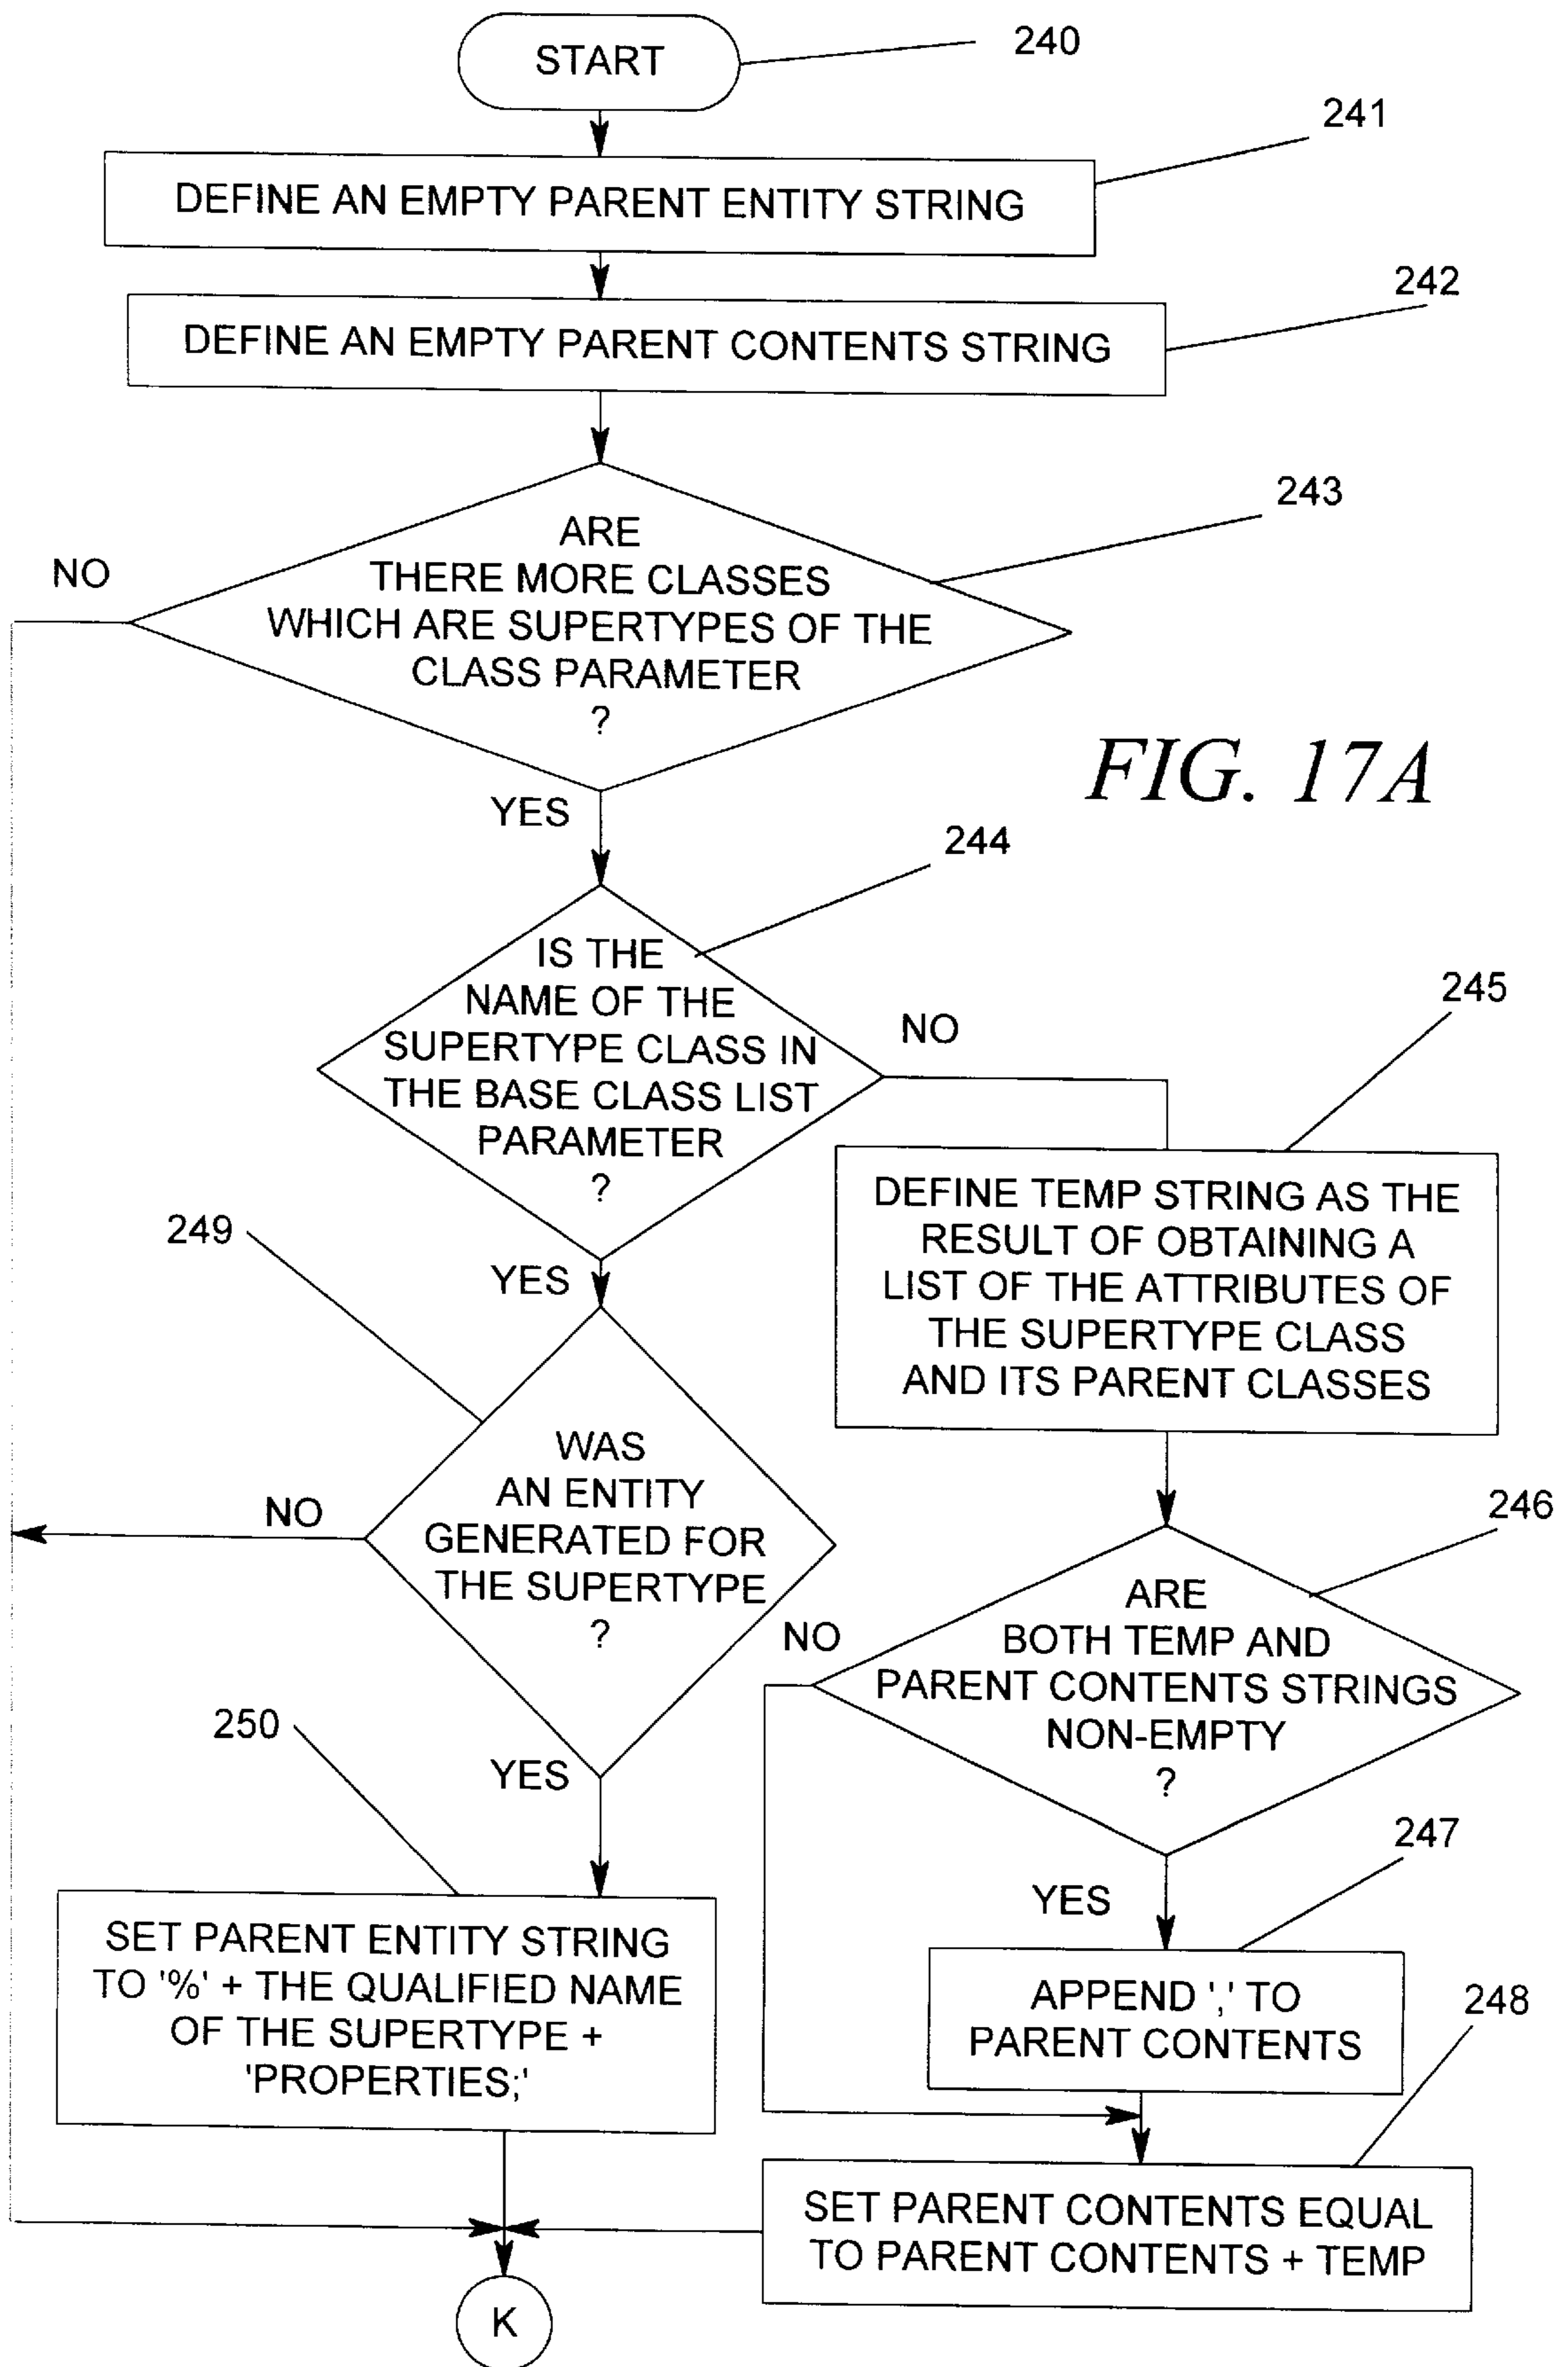 START
240
241
DEFINE AN EMPTY PARENT ENTITY STRING
242
DEFINE AN EMPTY PARENT CONTENTS STRING
243
ARE
THERE MORE CLASSES
WHICH ARE SUPERTYPES OF THE
CLASS PARAMETER
?
NO
FIG. 17A
YES
244
IS THE
NAME OF THE
SUPERTYPE CLASS IN
THE BASE CLASS LIST
PARAMETER
?
NO
245
DEFINE TEMP STRING AS THE
RESULT OF OBTAINING A
LIST OF THE ATTRIBUTES OF
THE SUPERTYPE CLASS
AND ITS PARENT CLASSES
249
YES
WAS
AN ENTITY
GENERATED FOR
THE SUPERTYPE
?
NO
246
ARE
BOTH TEMP AND
PARENT CONTENTS STRINGS
NON-EMPTY
?
NO
250
YES
247
YES
SET PARENT ENTITY STRING
TO '%' + THE QUALIFIED NAME
OF THE SUPERTYPE +
'PROPERTIES;'
APPEND ',' TO
PARENT CONTENTS
248
SET PARENT CONTENTS EQUAL
TO PARENT CONTENTS + TEMP
K